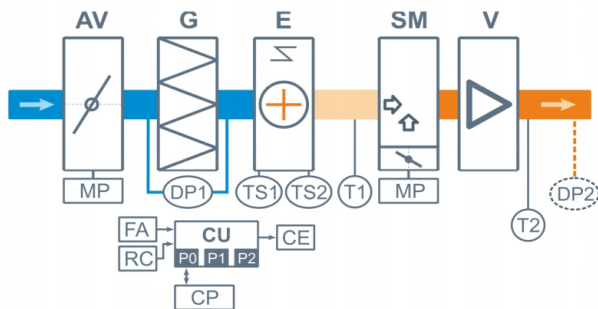 AV G E SM V
MP DP1 TS1 TS2 T1 MP DP2
T2
FA CU CE
RC P0 P1 P2
CP